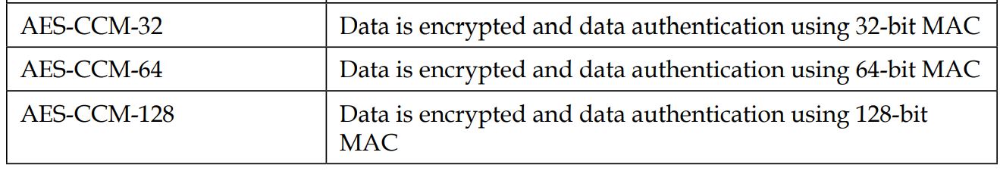 AES-CCM-32
Data is encrypted and data authentication using 32-bit MAC
AES-CCM-64
Data is encrypted and data authentication using 64-bit MAC
AES-CCM-128
Data is encrypted and data authentication using 128-bit
MAC